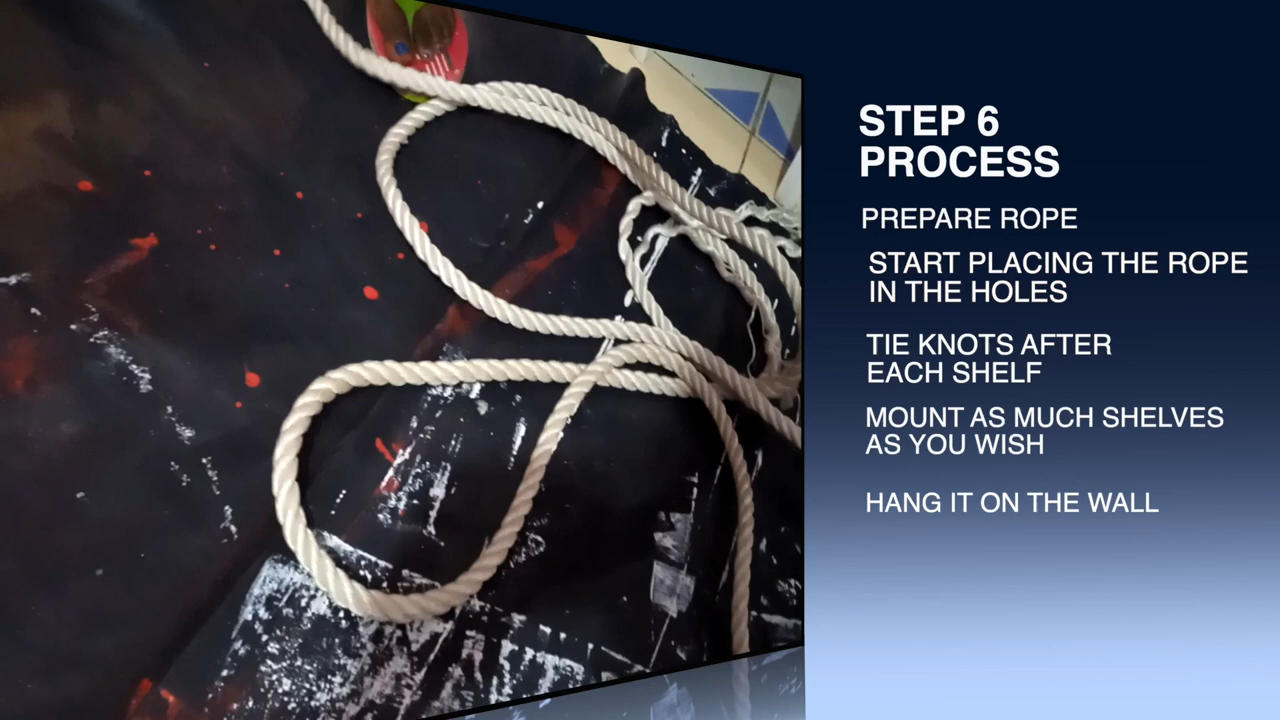 STEP 6
PROCESS
PREPARE ROPE
START PLACING THE ROPE
IN THE HOLES
TIE KNOTS AFTER
EACH SHELF
MOUNT AS MUCH SHELVES
AS YOU WISH
HANG IT ON THE WALL